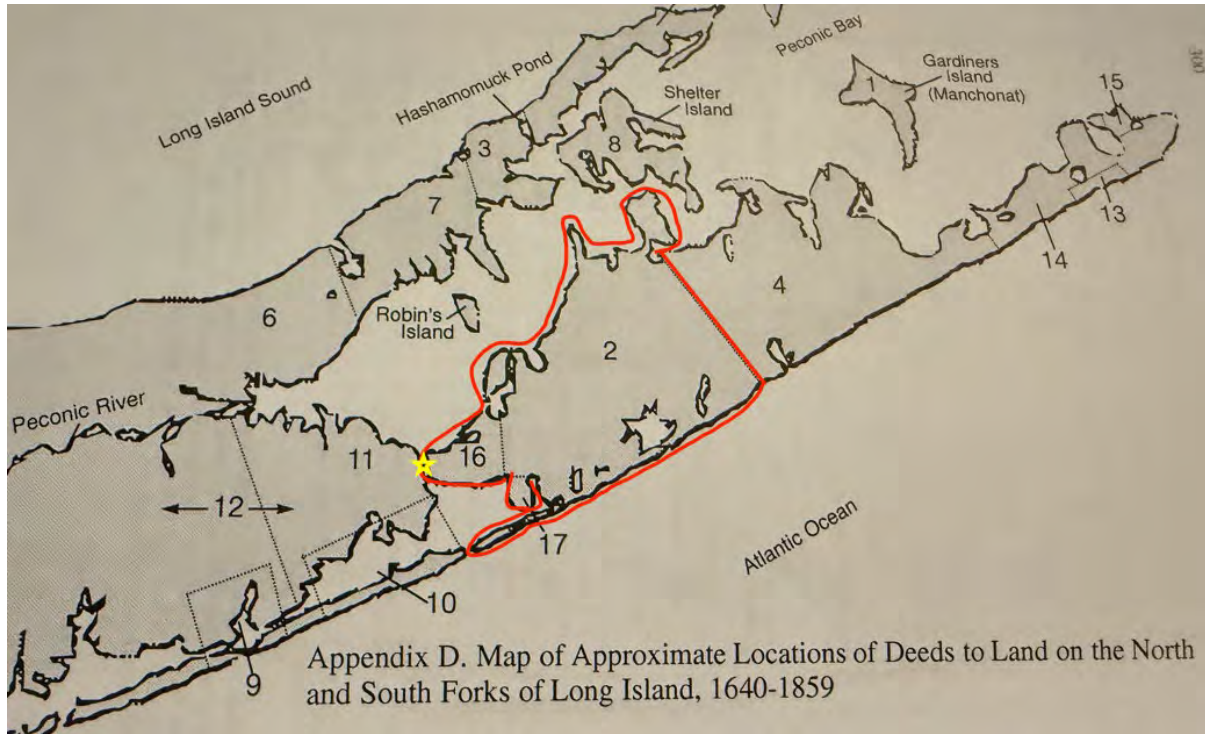 Peconic Bay
Long Island Sound
Hashamomuck Pond
Shelter
Island
Gardiners
Island
(Manchonat)
300
1
15
3
8
7
13
14
4
6
Robin's
Island
2
Peconic River
11
16
12
17
Atlantic Ocean
10
9
Appendix D. Map of Approximate Locations of Deeds to Land on the North
and South Forks of Long Island, 1640-1859